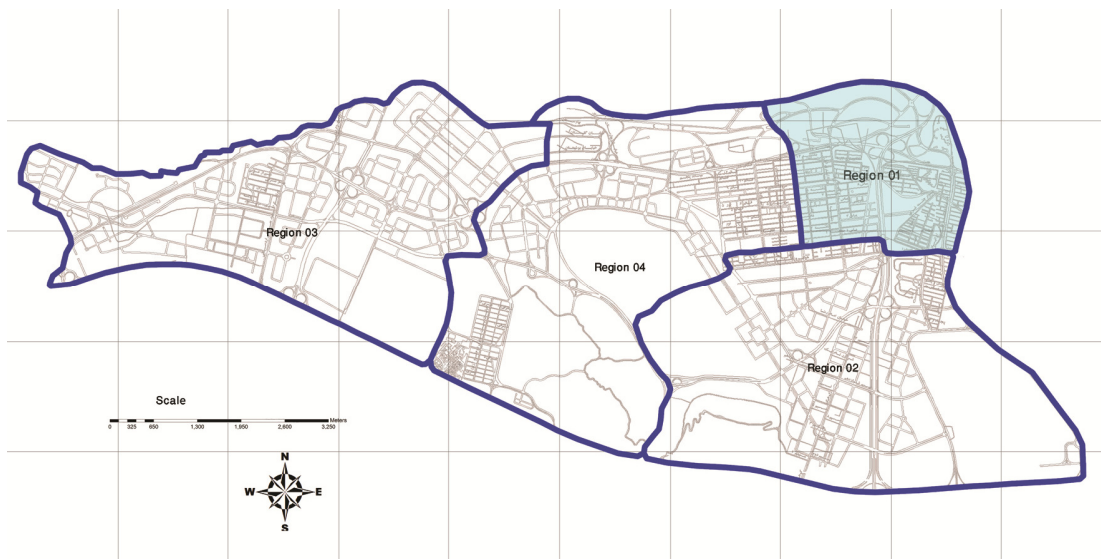 Region 01
Region 03
Region 04
Region 02
Scale
Meters
0 325 650 1,300 1,950 2,600 3,250
N
W E
S